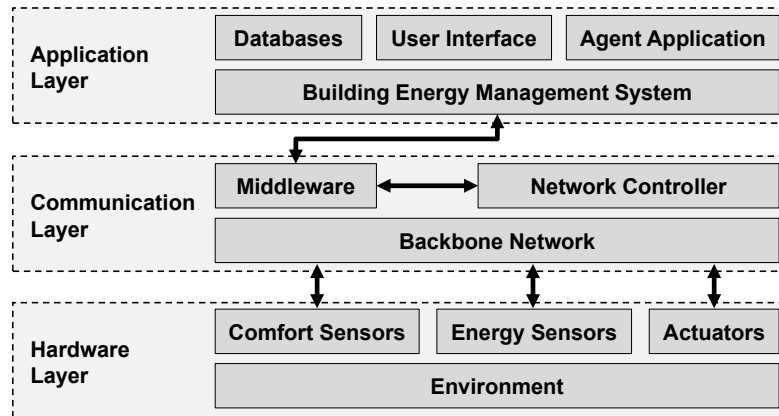 Application
Layer
Databases
User Interface
Agent Application
Building Energy Management System
Communication
Layer
Middleware
Network Controller
Backbone Network
Hardware
Layer
Comfort Sensors
Energy Sensors
Actuators
Environment